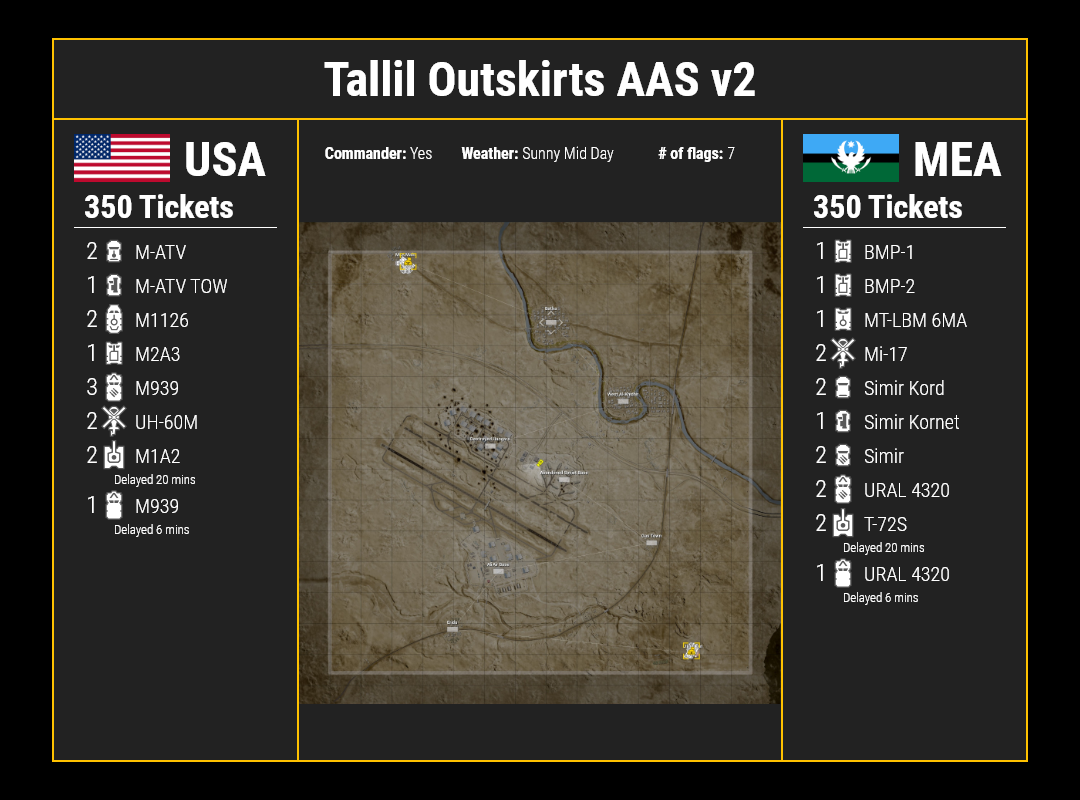 Tallil Outskirts AAS v2
USA
350 Tickets
2 M-ATV
1 M-ATV TOW
2 M1126
1 M2A3
3 M939
2 UH-60M
2 M1A2
Delayed 20 mins
1 M939
Delayed 6 mins
Commander: Yes Weather: Sunny Mid Day # of flags: 7
MEA
350 Tickets
1 BMP-1
1 BMP-2
1 MT-LBM 6MA
2 Mi-17
2 Simir Kord
1 Simir Kornet
2 Simir
2 URAL 4320
2 T-72S
Delayed 20 mins
1 URAL 4320
Delayed 6 mins